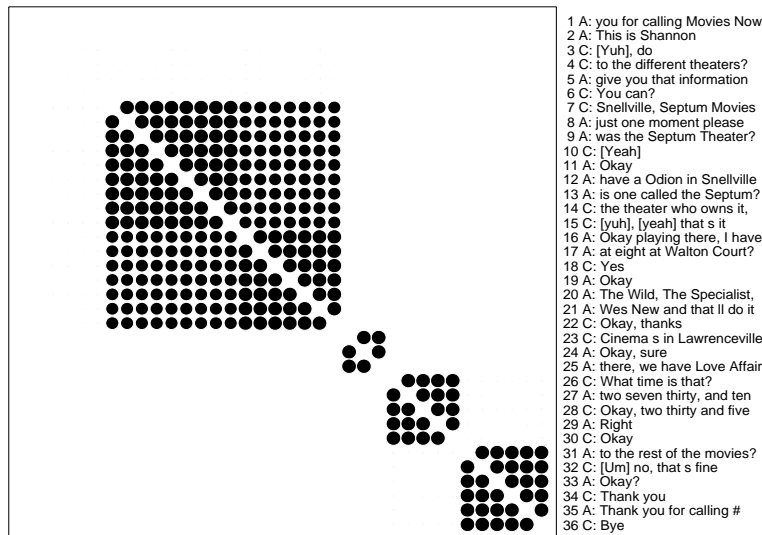 1 A: you for calling Movies Now
2 A: This is Shannon
3 C: [Yuh], do
4 C: to the different theaters?
5 A: give you that information
6 C: You can?
7 C: Snellville, Septum Movies
8 A: just one moment please
9 A: was the Septum Theater?
10 C: [Yeah]
11 A: Okay
12 A: have a Odion in Snellville
13 A: is one called the Septum?
14 C: the theater who owns it,
15 C: [yuh], [yeah] that s it
16 A: Okay playing there, I have
17 A: at eight at Walton Court?
18 C: Yes
19 A: Okay
20 A: The Wild, The Specialist,
21 A: Wes New and that ll do it
22 C: Okay, thanks
23 C: Cinema s in Lawrenceville
24 A: Okay, sure
25 A: there, we have Love Affair
26 C: What time is that?
27 A: two seven thirty, and ten
28 C: Okay, two thirty and five
29 A: Right
30 C: Okay
31 A: to the rest of the movies?
32 C: [Um] no, that s fine
33 A: Okay?
34 C: Thank you
35 A: Thank you for calling #
36 C: Bye